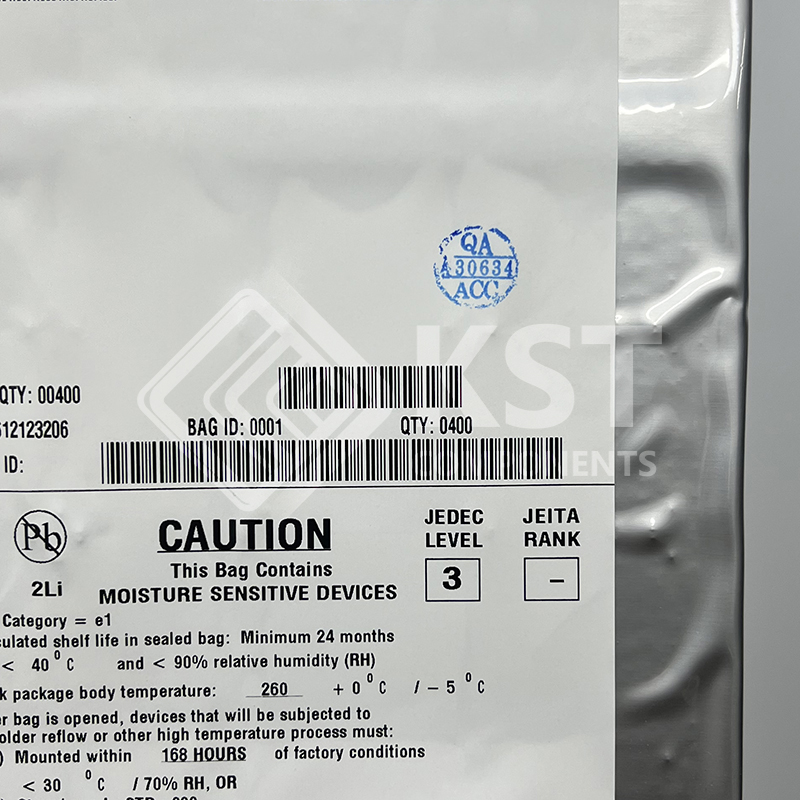 QA
A30634
ACC
KST
COMPONENTS
QTY: 00400
512123206
BAG ID: 0001
QTY: 0400
ID:
Pb
2Li
CAUTION
This Bag Contains
MOISTURE SENSITIVE DEVICES
JEDEC
LEVEL
3
JEITA
RANK
–
Category = e1
culated shelf life in sealed bag: Minimum 24 months
< 40 °C and < 90% relative humidity (RH)
k package body temperature: 260 + 0 °C / – 5 °C
er bag is opened, devices that will be subjected to
older reflow or other high temperature process must:
) Mounted within 168 HOURS of factory conditions
< 30 °C / 70% RH, OR